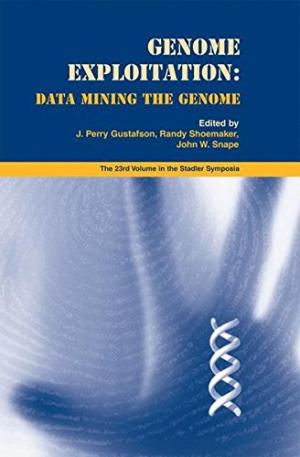 GENOME
EXPLOITATION:
DATA MINING THE GENOME
Edited by
J. Perry Gustafson, Randy Shoemaker,
John W. Snape
The 23rd Volume in the Stadler Symposia